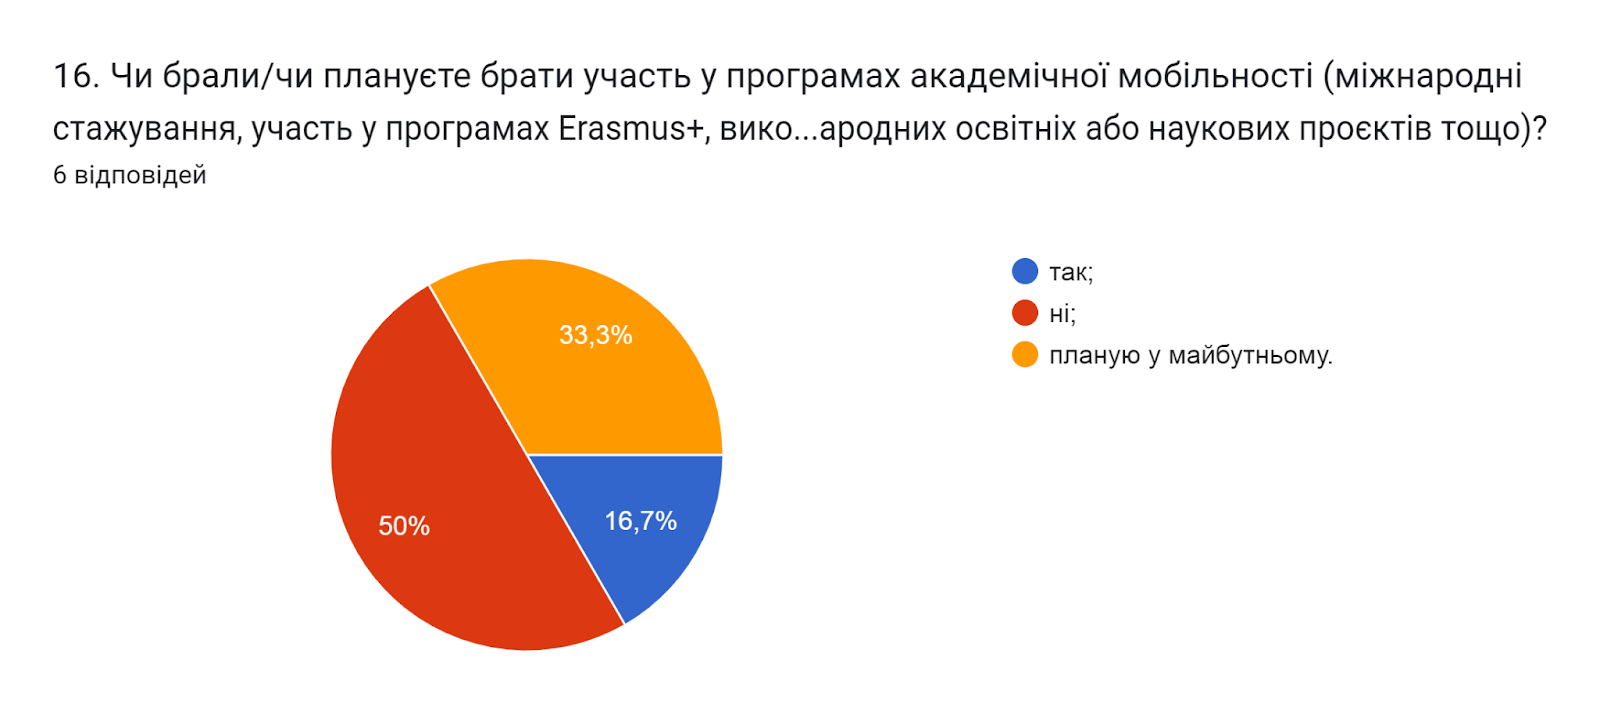 16. Чи брали/чи плануєте брати участь у програмах академічної мобільності (міжнародні
стажування, участь у програмах Erasmus+, вико...ародних освітніх або наукових проєктів тощо)?
6 відповідей
так;
ні;
планую у майбутньому.
33,3%
50%
16,7%